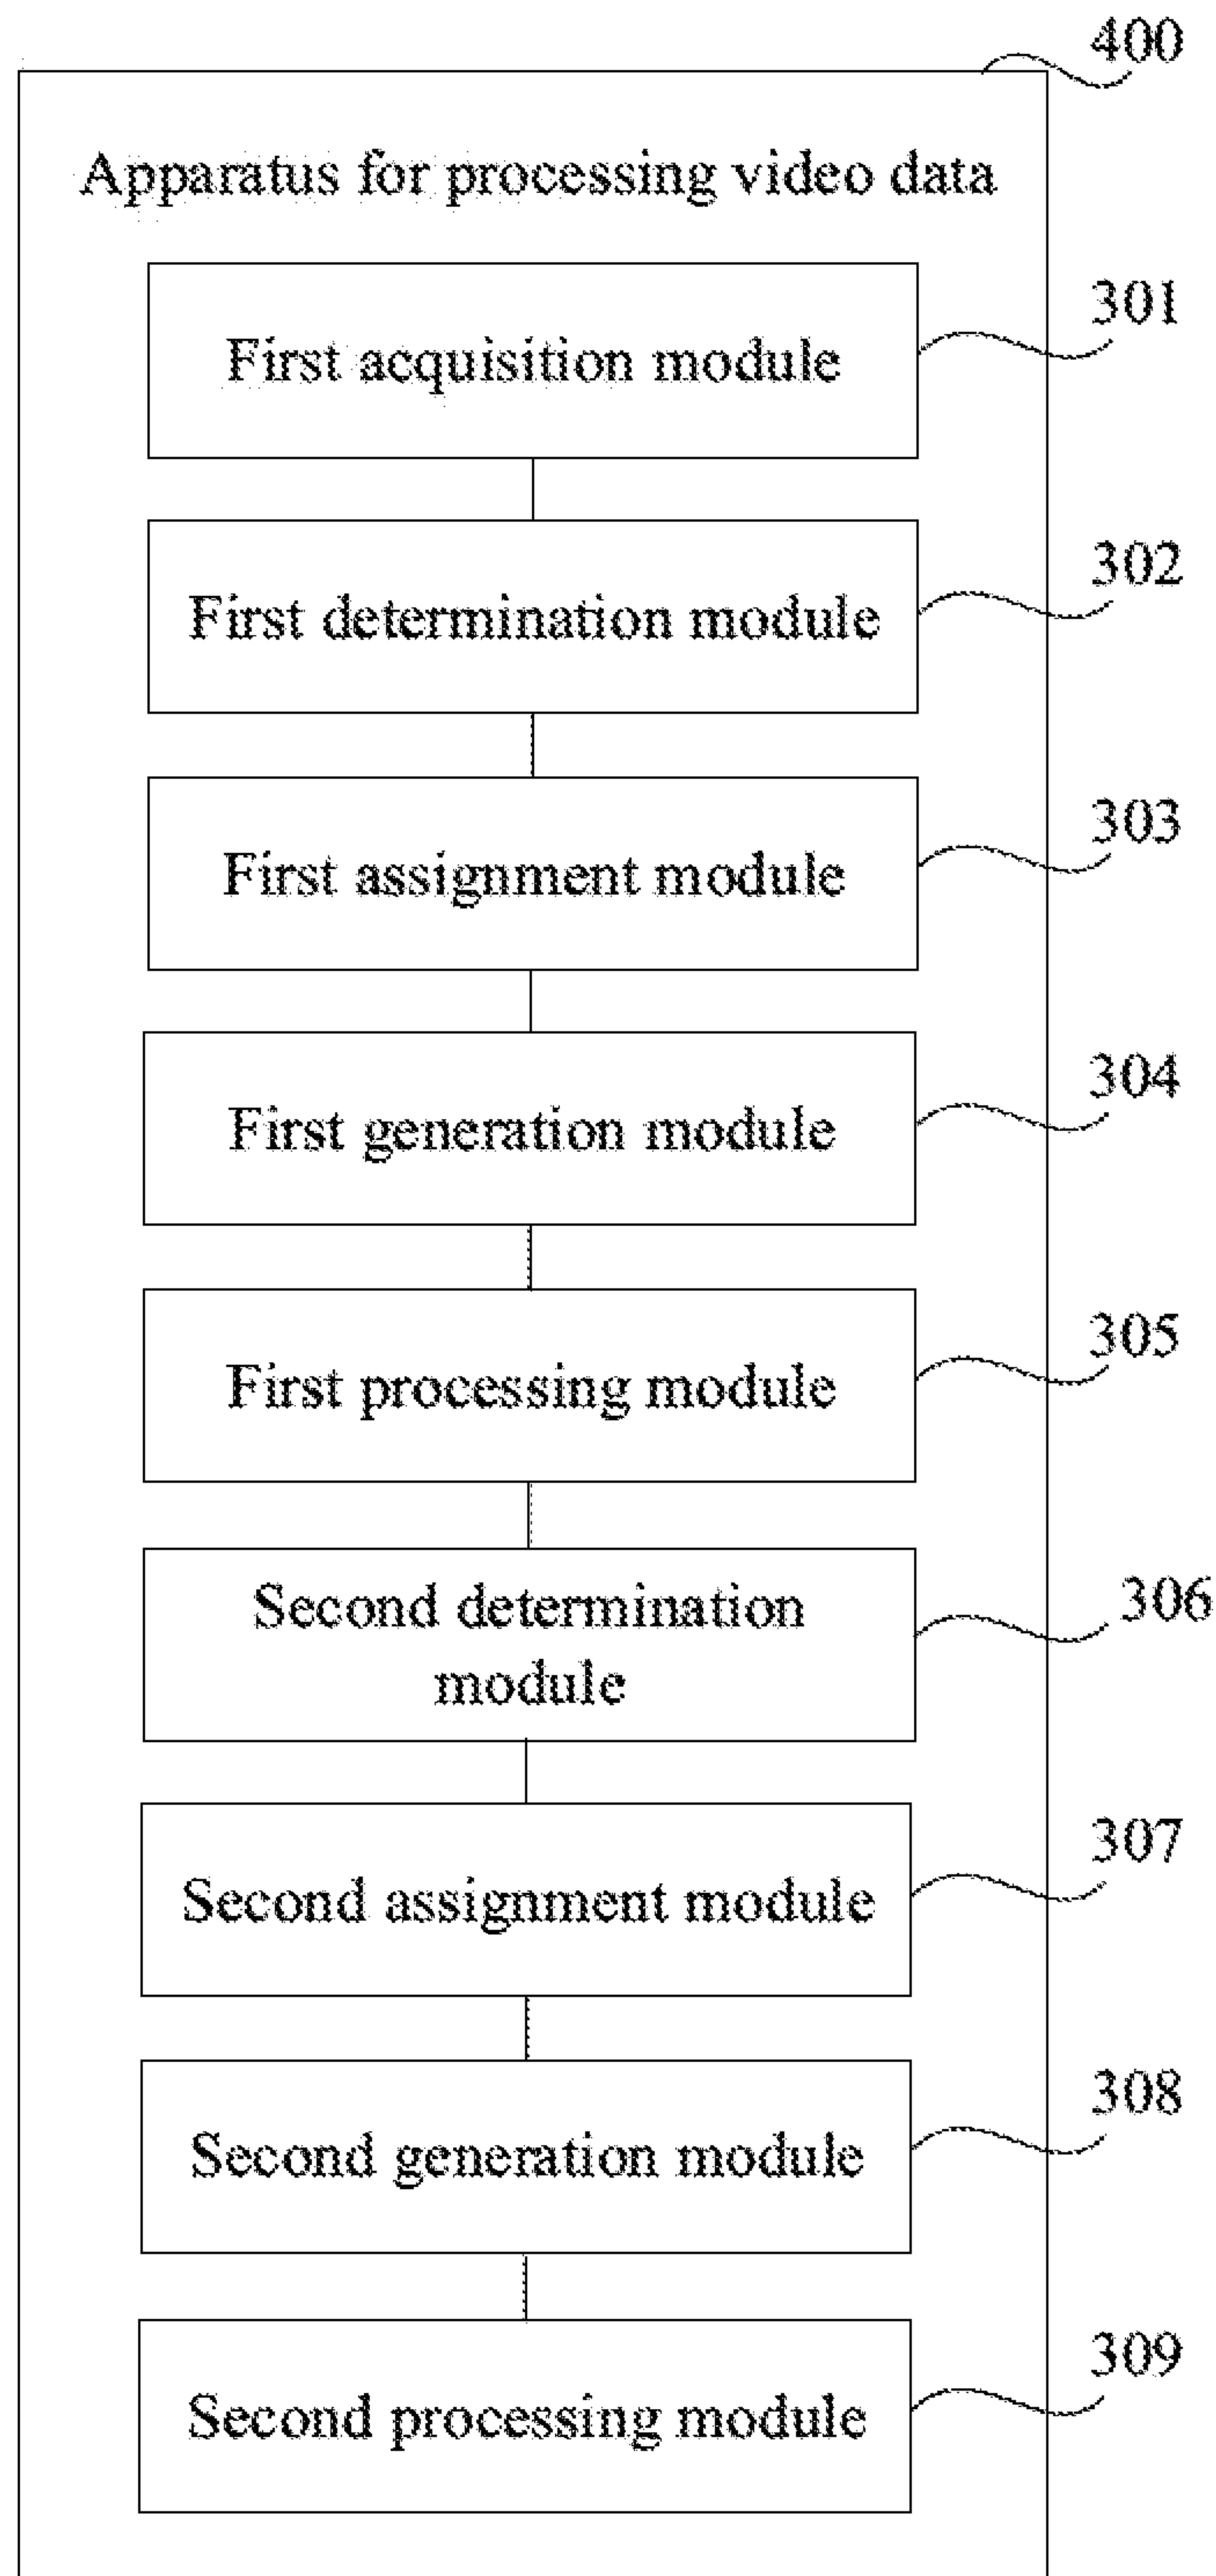 400
Apparatus for processing video data
First acquisition module
301
First determination module
302
First assignment module
303
First generation module
304
First processing module
305
Second determination
module
306
Second assignment module
307
Second generation module
308
Second processing module
309